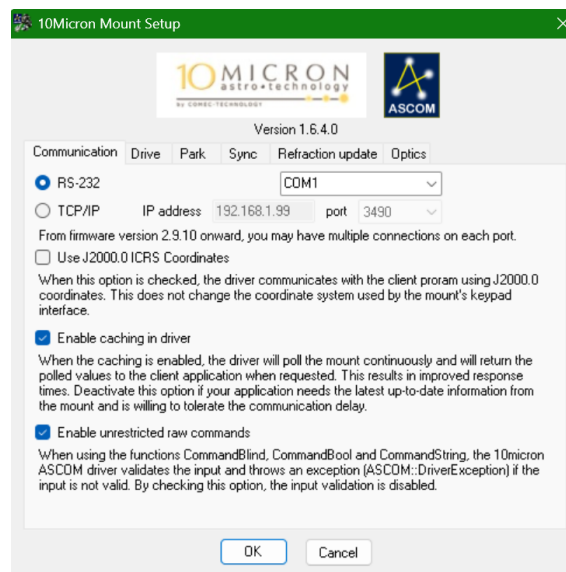 10Micron Mount Setup
10 MICRON
astro•technology
by COMEC-TECHNOLOGY
ASCOM
Version 1.6.4.0
Communication Drive Park Sync Refraction update Optics
RS-232 COM1
TCP/IP IP address 192.168.1.99 port 3490
From firmware version 2.9.10 onward, you may have multiple connections on each port.
Use J2000.0 ICRS Coordinates
When this option is checked, the driver communicates with the client proram using J2000.0
coordinates. This does not change the coordinate system used by the mount's keypad
interface.
Enable caching in driver
When the caching is enabled, the driver will poll the mount continuously and will return the
polled values to the client application when requested. This results in improved response
times. Deactivate this option if your application needs the latest up-to-date information from
the mount and is willing to tolerate the communication delay.
Enable unrestricted raw commands
When using the functions CommandBlind, CommandBool and CommandString, the 10micron
ASCOM driver validates the input and throws an exception (ASCOM::DriverException) if the
input is not valid. By checking this option, the input validation is disabled.
OK Cancel